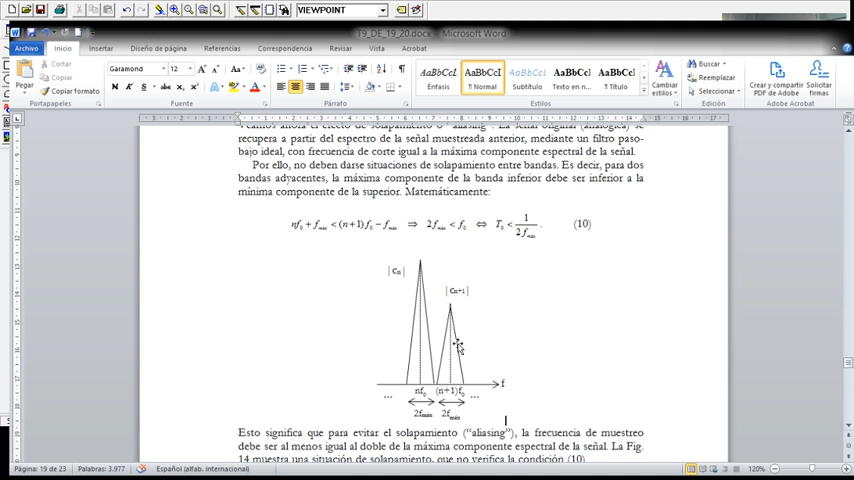 VIEWPOINT
T9_DE_19_20.docx - Microsoft Word
Archivo Inicio Insertar Diseño de página Referencias Correspondencia Revisar Vista Acrobat
Pegar
Cortar
Copiar
Copiar formato
Portapapeles
Garamond 12
Fuente
Párrafo
AaBbCcL AaBbCcI AaBbCcL AaBbCcI AaBbCcL
Énfasis ¶ Normal Subtítulo Texto en n... ¶ Título
Cambiar estilos
Estilos
Buscar
Reemplazar
Seleccionar
Edición
Crear y compartir Adobe PDF
Solicitar firmas
Adobe Acrobat
recupera a partir del espectro de la señal muestreada anterior, mediante un filtro paso-
bajo ideal, con frecuencia de corte igual a la máxima componente espectral de la señal.
Por ello, no deben darse situaciones de solapamiento entre bandas. Es decir, para dos
bandas adyacentes, la máxima componente de la banda inferior debe ser inferior a la
mínima componente de la superior. Matemáticamente:
nf₀ + fmáx < (n+1)f₀ − fmáx ⇒ 2fmáx < f₀ ⇔ T₀ < 1/2fmáx . (10)
| Cn |
| Cn+1 |
f
... nf₀ (n+1)f₀ ...
2fmáx 2fmáx
Esto significa que para evitar el solapamiento ("aliasing"), la frecuencia de muestreo
debe ser al menos igual al doble de la máxima componente espectral de la señal. La Fig.
14 muestra una situación de solapamiento, que no verifica la condición (10)
Página: 19 de 23 Palabras: 3.977 Español (alfab. internacional) 120%